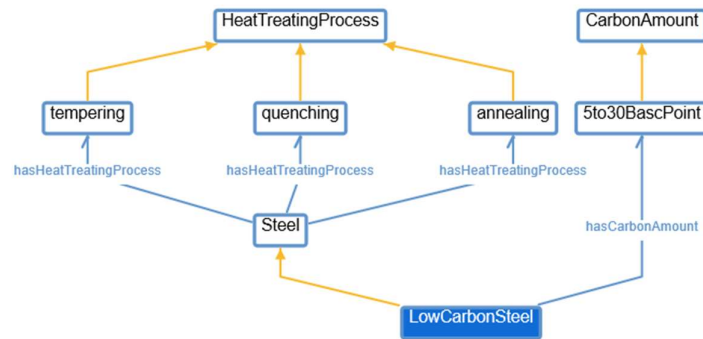 HeatTreatingProcess
CarbonAmount
tempering
quenching
annealing
5to30BascPoint
hasHeatTreatingProcess
hasHeatTreatingProcess
hasHeatTreatingProcess
Steel
hasCarbonAmount
LowCarbonSteel